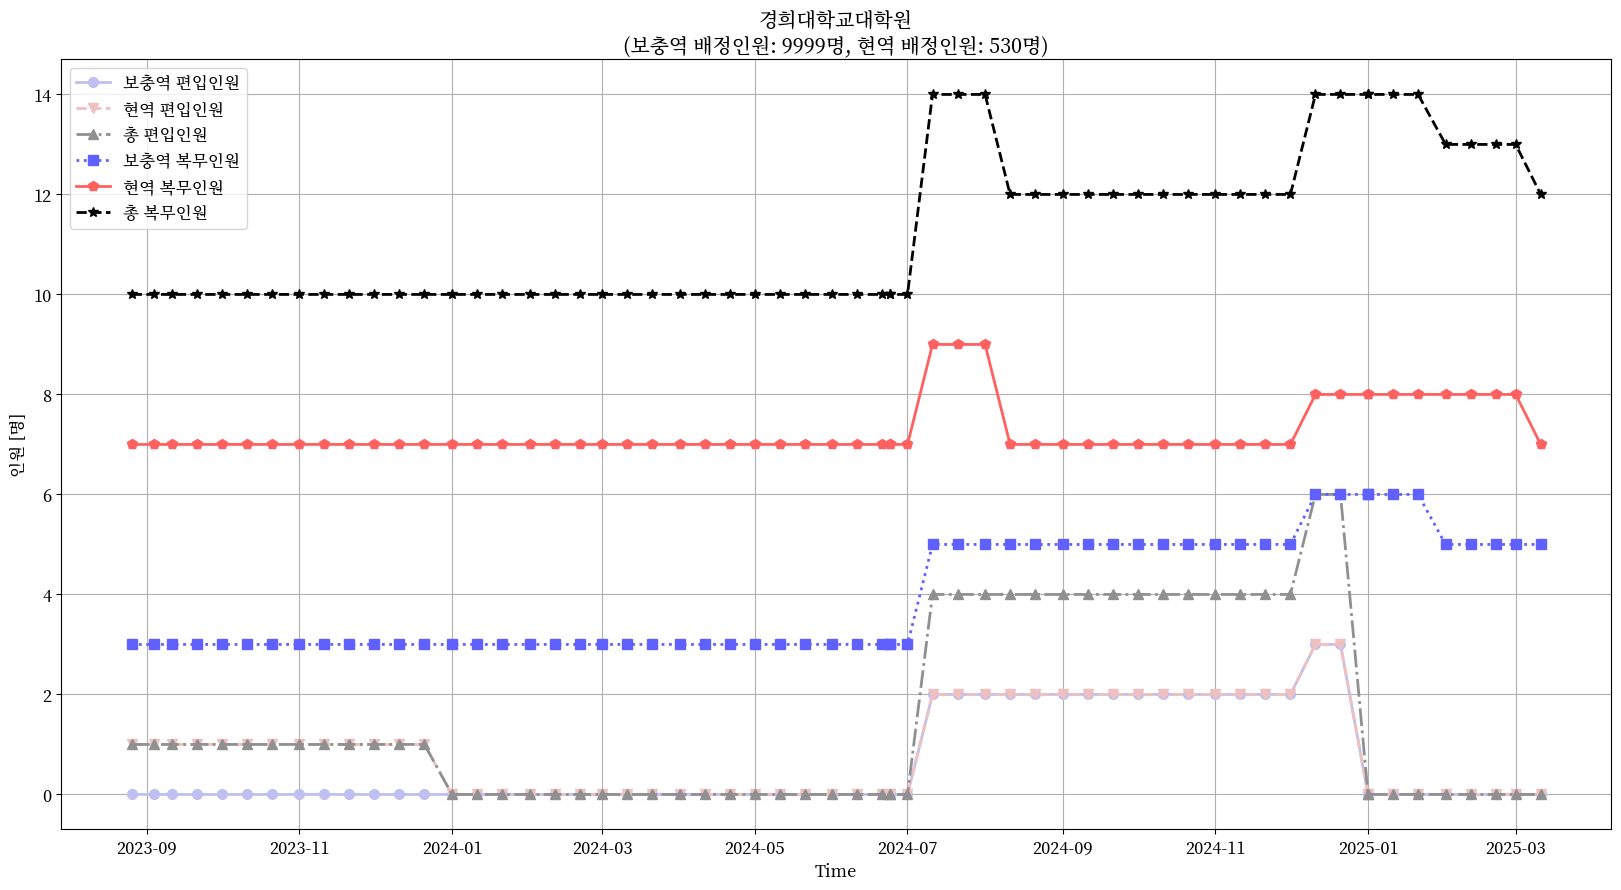 경희대학교대학원
(보충역 배정인원: 9999명, 현역 배정인원: 530명)
보충역 편입인원
현역 편입인원
총 편입인원
보충역 복무인원
현역 복무인원
총 복무인원
인원 [명]
14
12
10
8
6
4
2
0
2023-09
2023-11
2024-01
2024-03
2024-05
2024-07
2024-09
2024-11
2025-01
2025-03
Time